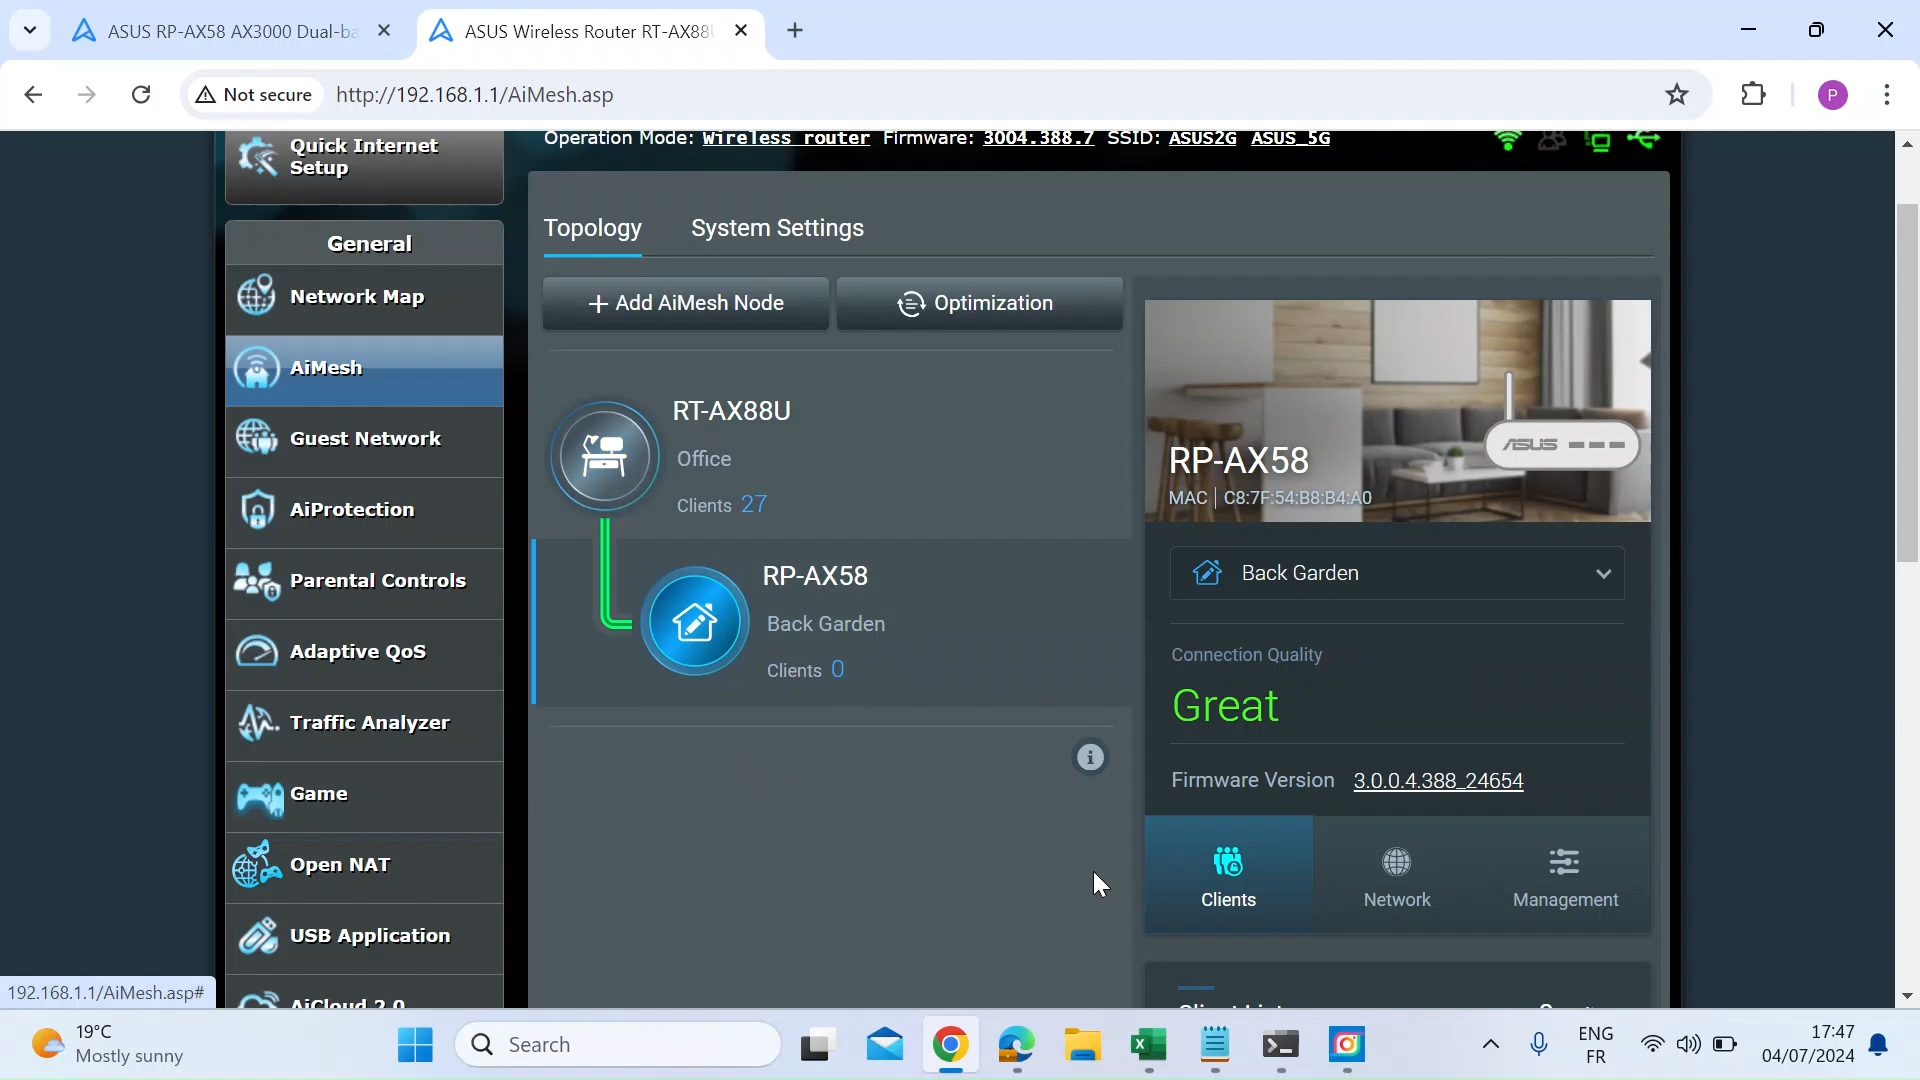 ASUS RP-AX58 AX3000 Dual-ba
ASUS Wireless Router RT-AX88U
Not secure
http://192.168.1.1/AiMesh.asp
P
Quick Internet
Setup
Operation Mode: Wireless router Firmware: 3004.388.7 SSID: ASUS2G ASUS_5G
General
Network Map
AiMesh
Guest Network
AiProtection
Parental Controls
Adaptive QoS
Traffic Analyzer
Game
Open NAT
USB Application
AiCloud 2.0
Topology
System Settings
+ Add AiMesh Node
Optimization
RT-AX88U
Office
Clients 27
RP-AX58
Back Garden
Clients 0
ASUS
RP-AX58
MAC | C8:7F:54:B8:B4:A0
Back Garden
Connection Quality
Great
Firmware Version 3.0.0.4.388_24654
Clients
Network
Management
192.168.1.1/AiMesh.asp#
19°C
Mostly sunny
Search
ENG
FR
17:47
04/07/2024